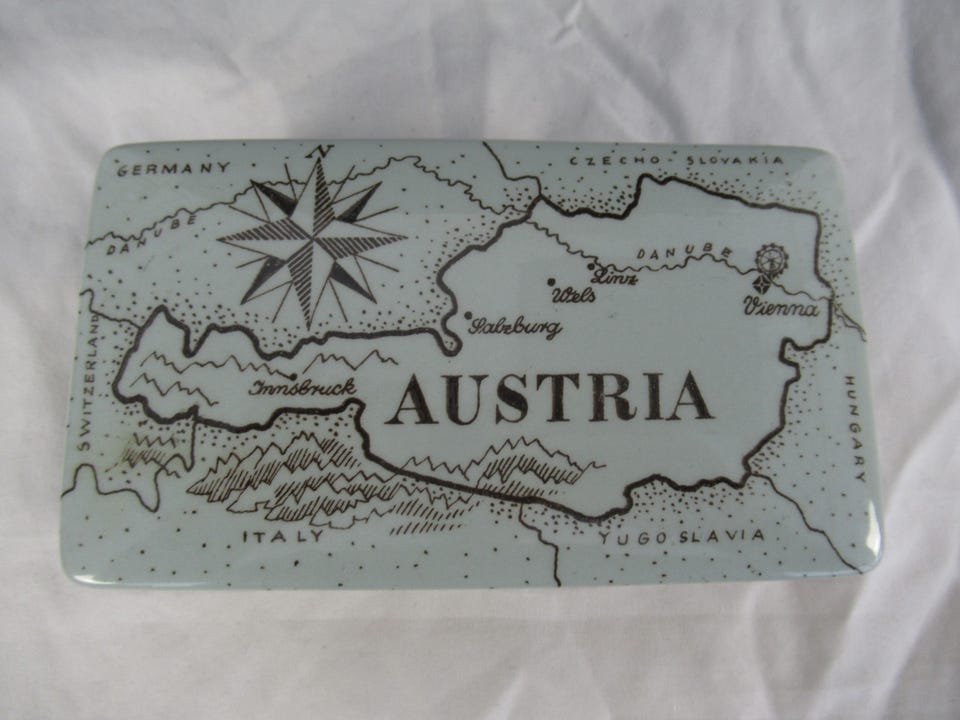 N
GERMANY
CZECHO-SLOVAKIA
DANUBE
DANUBE
Linz
Wels
Vienna
Salzburg
SWITZERLAND
Innsbruck
AUSTRIA
HUNGARY
ITALY
YUGOSLAVIA